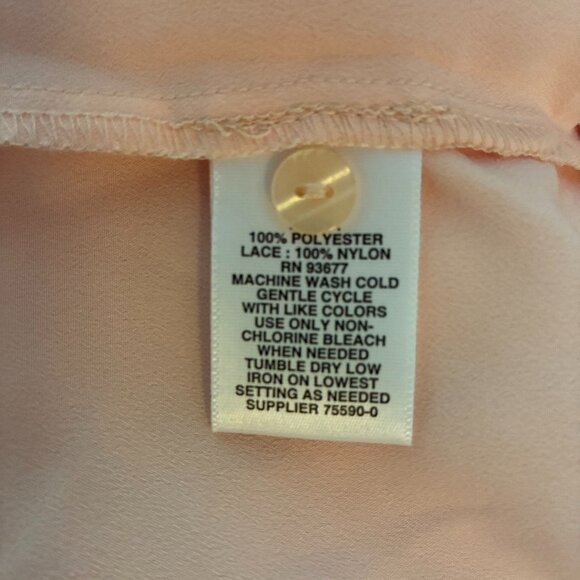 100% POLYESTER
LACE : 100% NYLON
RN 93677
MACHINE WASH COLD
GENTLE CYCLE
WITH LIKE COLORS
USE ONLY NON-
CHLORINE BLEACH
WHEN NEEDED
TUMBLE DRY LOW
IRON ON LOWEST
SETTING AS NEEDED
SUPPLIER 75590-0